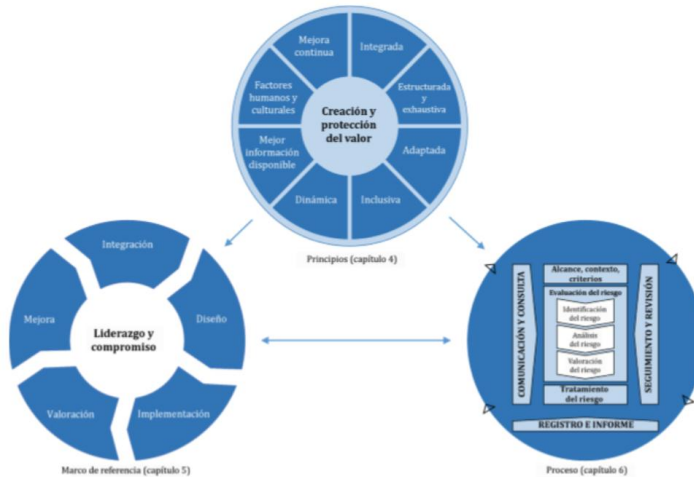 Mejora
continua
Integrada
Factores
humanos y
culturales
Estructurada
y
exhaustiva
Creación y
protección
del valor
Mejor
información
disponible
Adaptada
Dinámica
Inclusiva
Principios (capítulo 4)
Integración
Mejora
Diseño
Liderazgo y
compromiso
Valoración
Implementación
Marco de referencia (capítulo 5)
COMUNICACIÓN Y CONSULTA
Alcance, contexto,
criterios
Evaluación del riesgo
Identificación
del riesgo
Análisis
del riesgo
Valoración
del riesgo
Tratamiento
del riesgo
SEGUIMIENTO Y REVISIÓN
REGISTRO E INFORME
Proceso (capítulo 6)